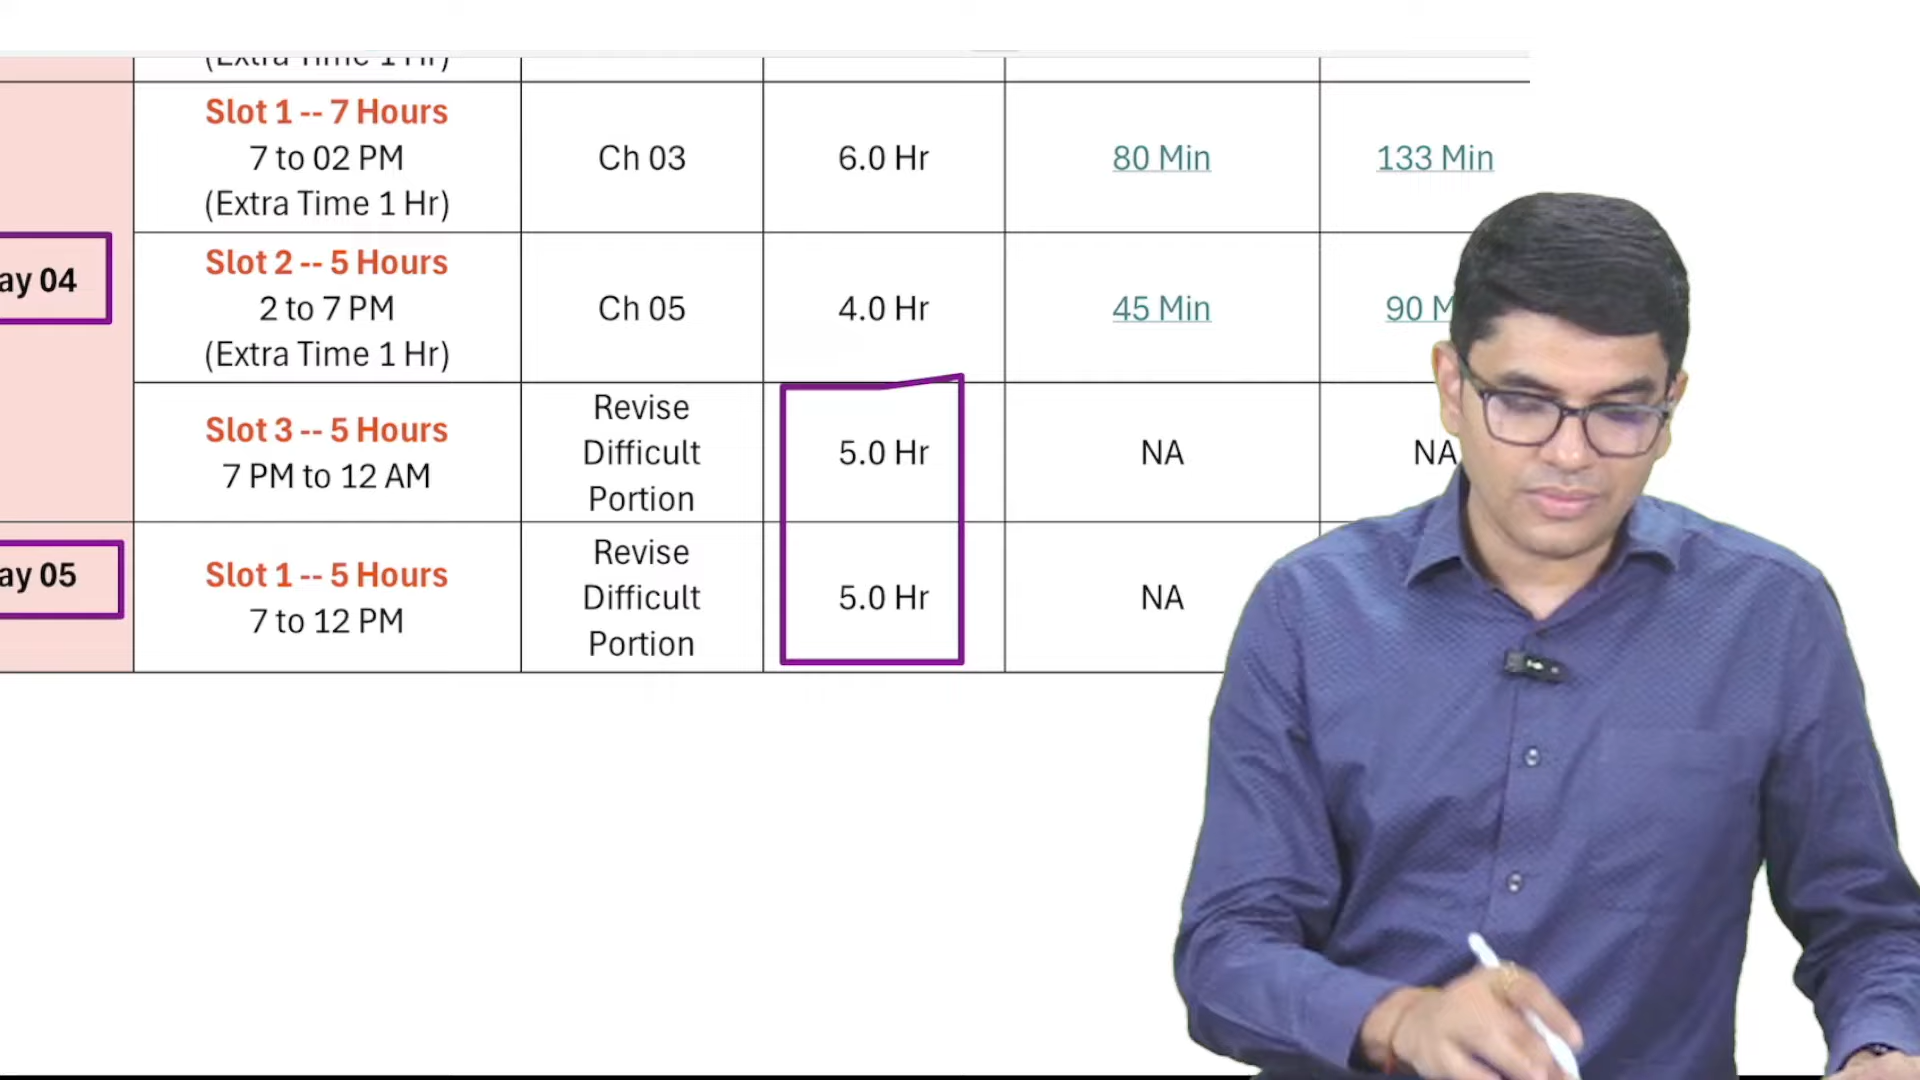 (Extra Time 1 Hr)
Slot 1 -- 7 Hours
7 to 02 PM
(Extra Time 1 Hr)
Ch 03
6.0 Hr
80 Min
133 Min
ay 04
Slot 2 -- 5 Hours
2 to 7 PM
(Extra Time 1 Hr)
Ch 05
4.0 Hr
45 Min
90 M
Slot 3 -- 5 Hours
7 PM to 12 AM
Revise
Difficult
Portion
5.0 Hr
NA
NA
ay 05
Slot 1 -- 5 Hours
7 to 12 PM
Revise
Difficult
Portion
5.0 Hr
NA